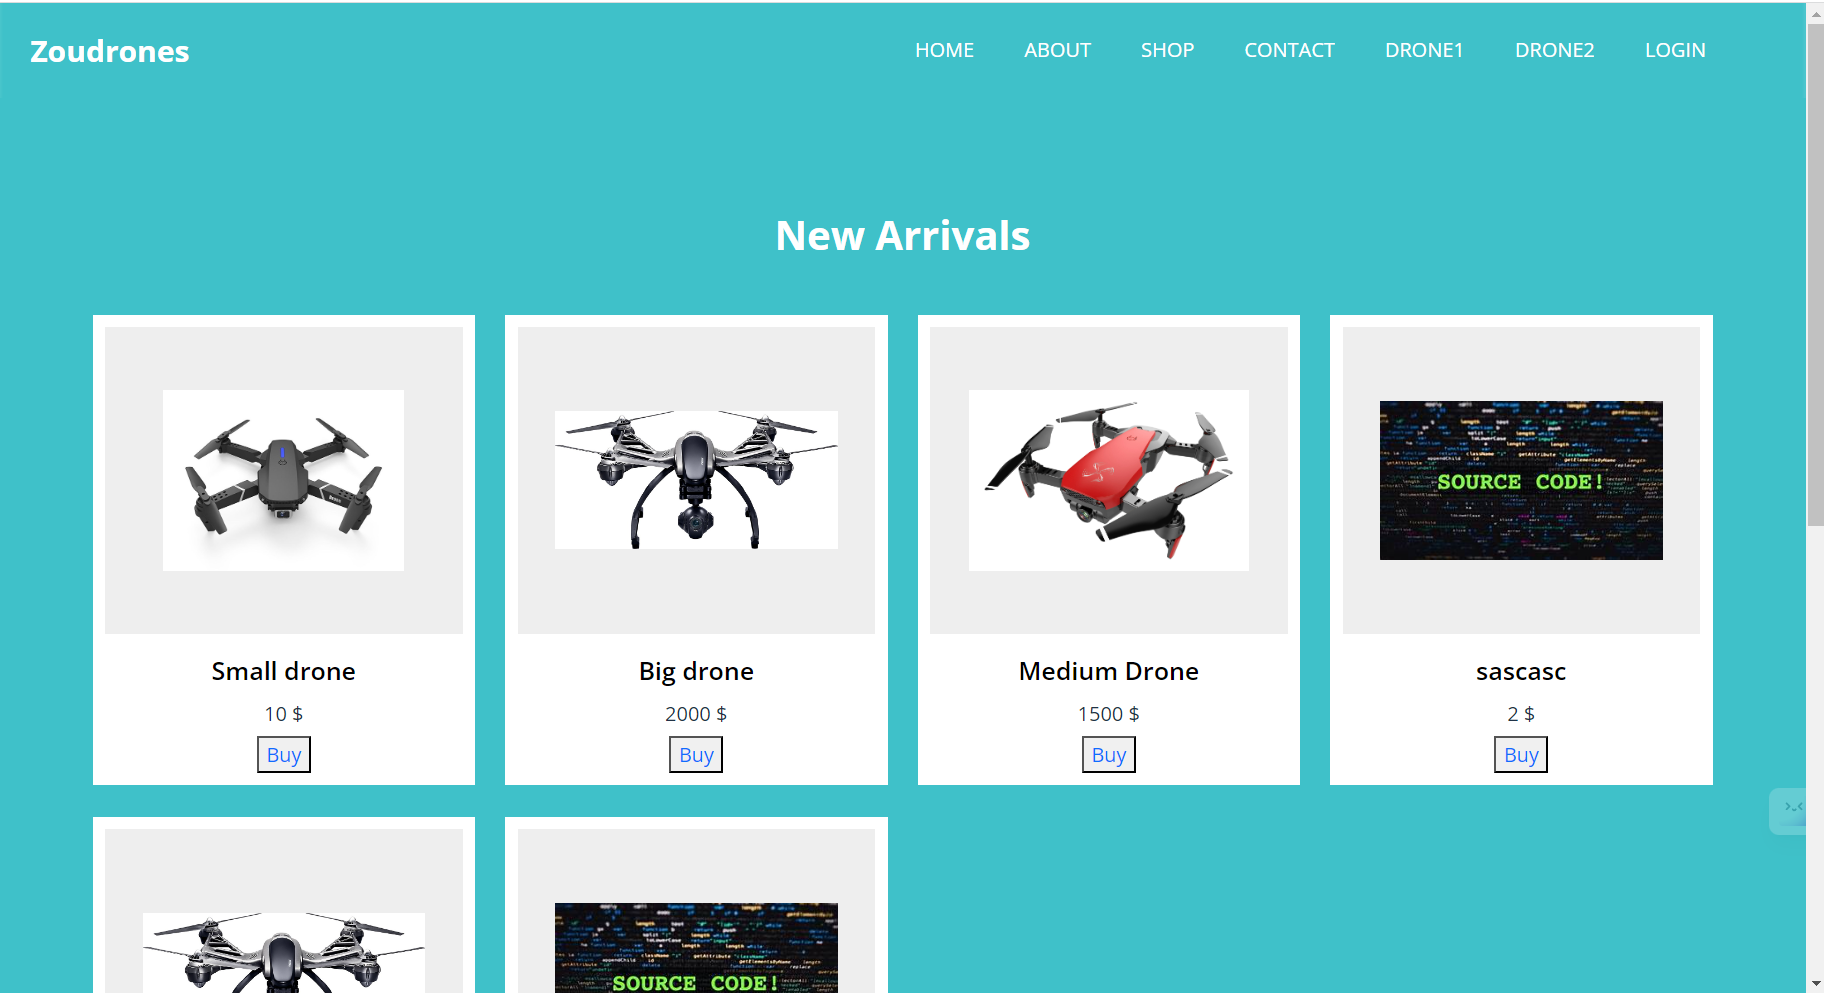 Zoudrones
HOME ABOUT SHOP CONTACT DRONE1 DRONE2 LOGIN
New Arrivals
SOURCE CODE!
Small drone
Big drone
Medium Drone
sascasc
10 $
2000 $
1500 $
2 $
Buy
Buy
Buy
Buy
SOURCE CODE!